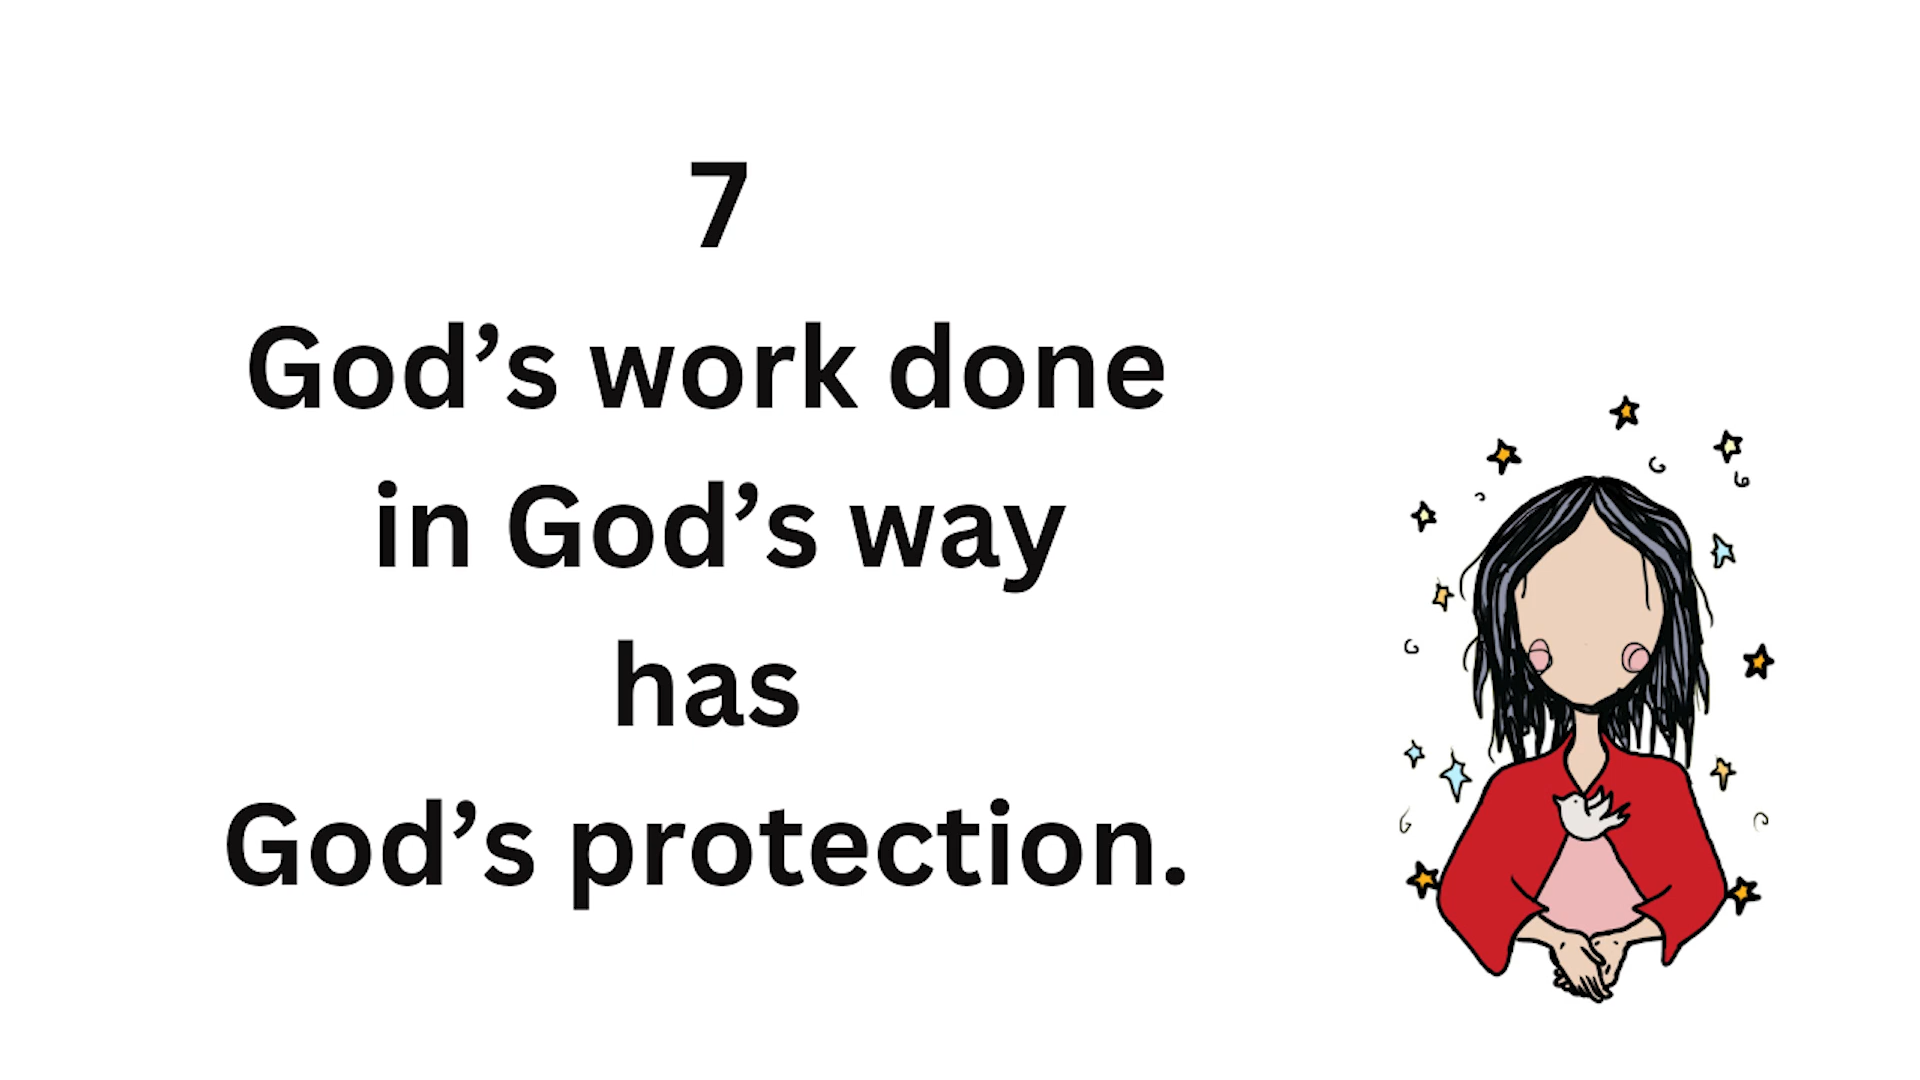 7
God’s work done
in God’s way
has
God’s protection.